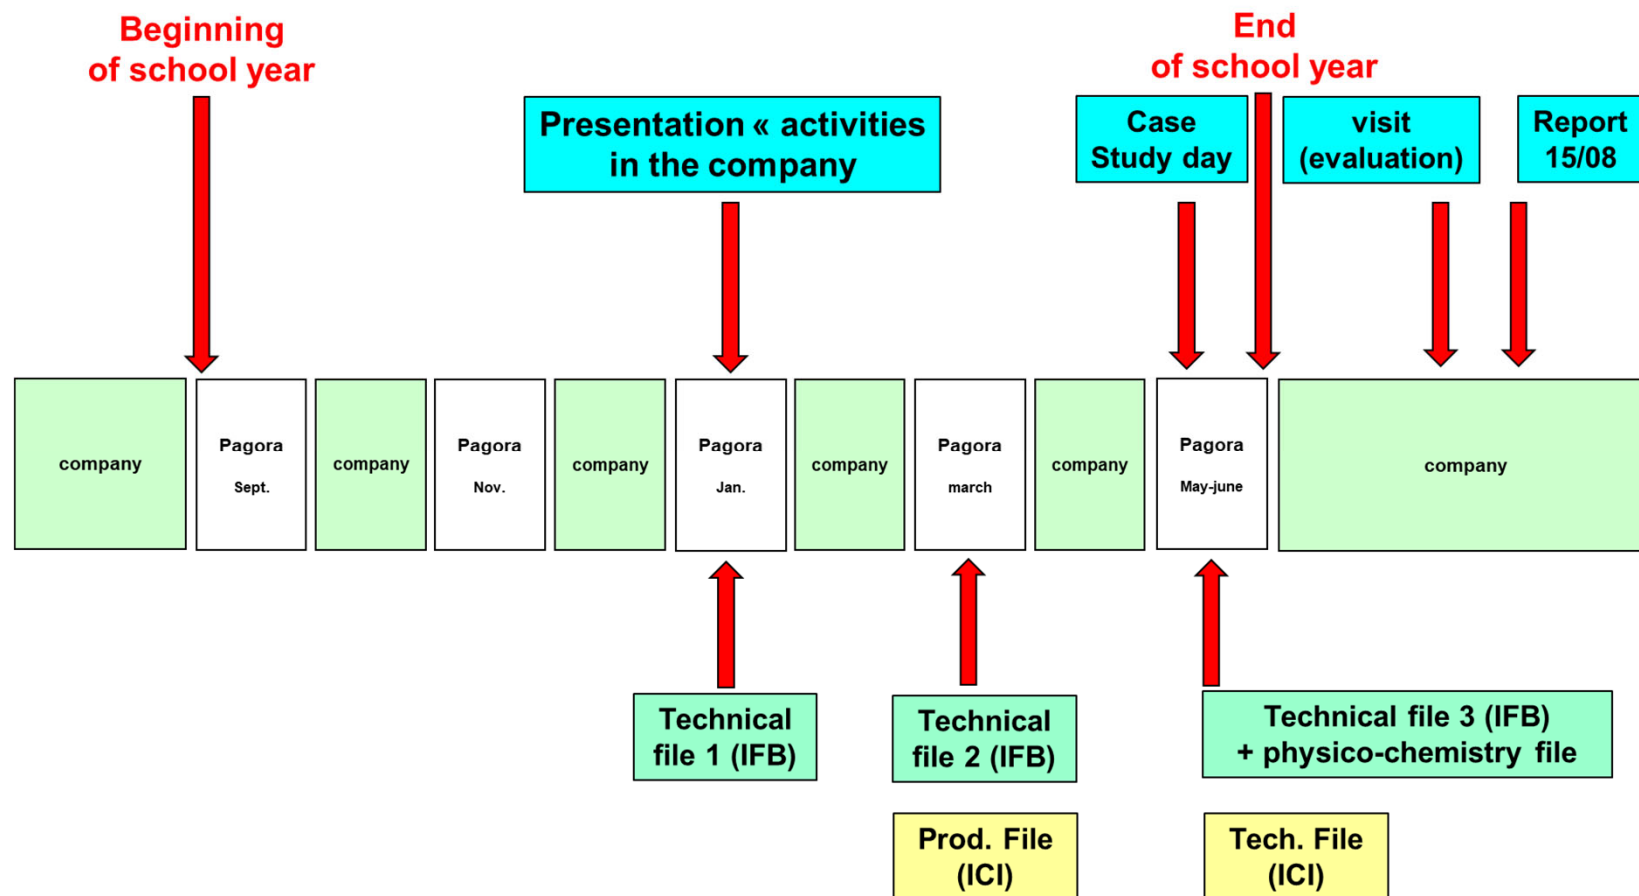 Beginning
of school year
End
of school year
Presentation « activities
in the company
Case
Study day
visit
(evaluation)
Report
15/08
company
Pagora
Sept.
company
Pagora
Nov.
company
Pagora
Jan.
company
Pagora
march
company
Pagora
May-june
company
Technical
file 1 (IFB)
Technical
file 2 (IFB)
Technical file 3 (IFB)
+ physico-chemistry file
Prod. File
(ICI)
Tech. File
(ICI)